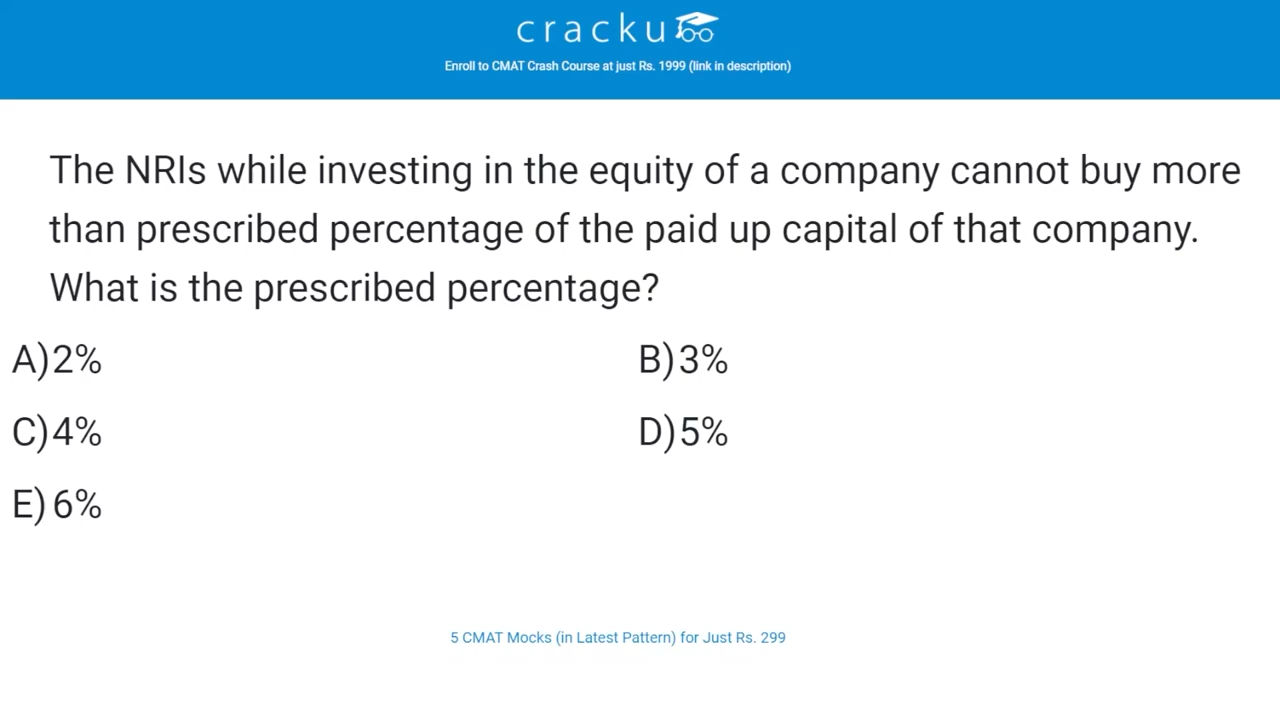 cracku
Enroll to CMAT Crash Course at just Rs. 1999 (link in description)
The NRIs while investing in the equity of a company cannot buy more
than prescribed percentage of the paid up capital of that company.
What is the prescribed percentage?
A)2%
B)3%
C)4%
D)5%
E)6%
5 CMAT Mocks (in Latest Pattern) for Just Rs. 299